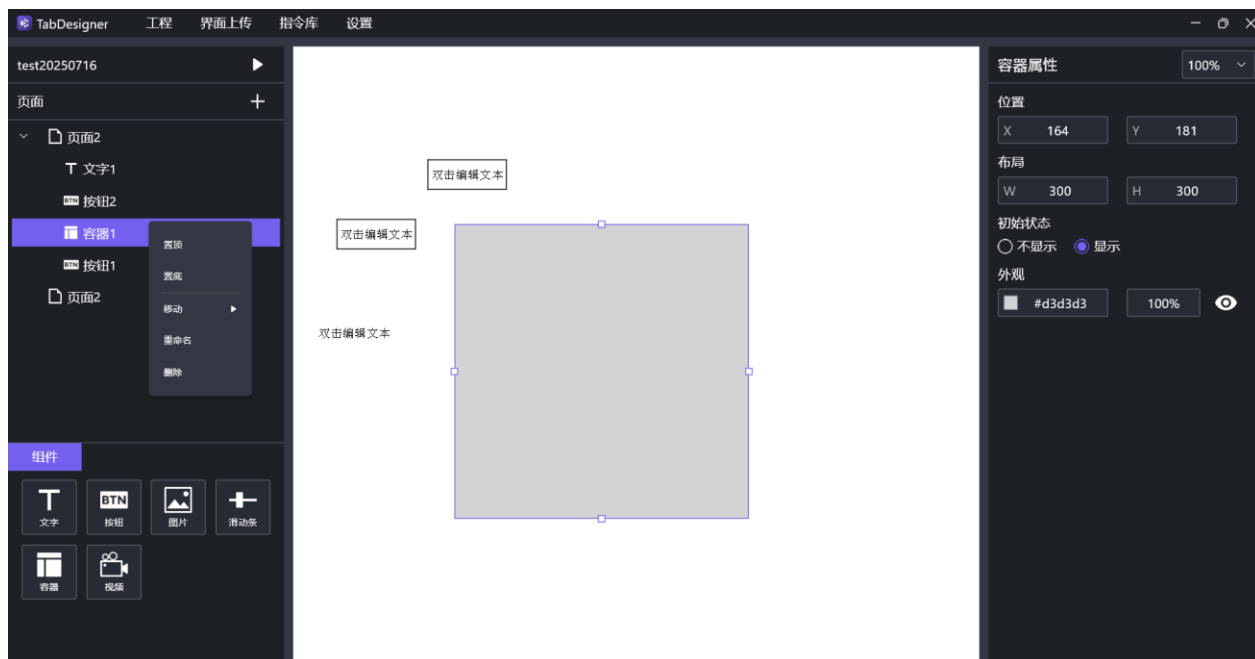 TabDesigner 工程 界面上传 指令库 设置
test20250716
页面
页面2
文字1
BTN 按钮2
容器1
BTN 按钮1
页面2
置顶
置底
移动
重命名
删除
组件
文字
BTN 按钮
图片
滑动条
容器
视频
双击编辑文本
双击编辑文本
双击编辑文本
容器属性 100%
位置
X 164 Y 181
布局
W 300 H 300
初始状态
不显示 显示
外观
#d3d3d3 100%